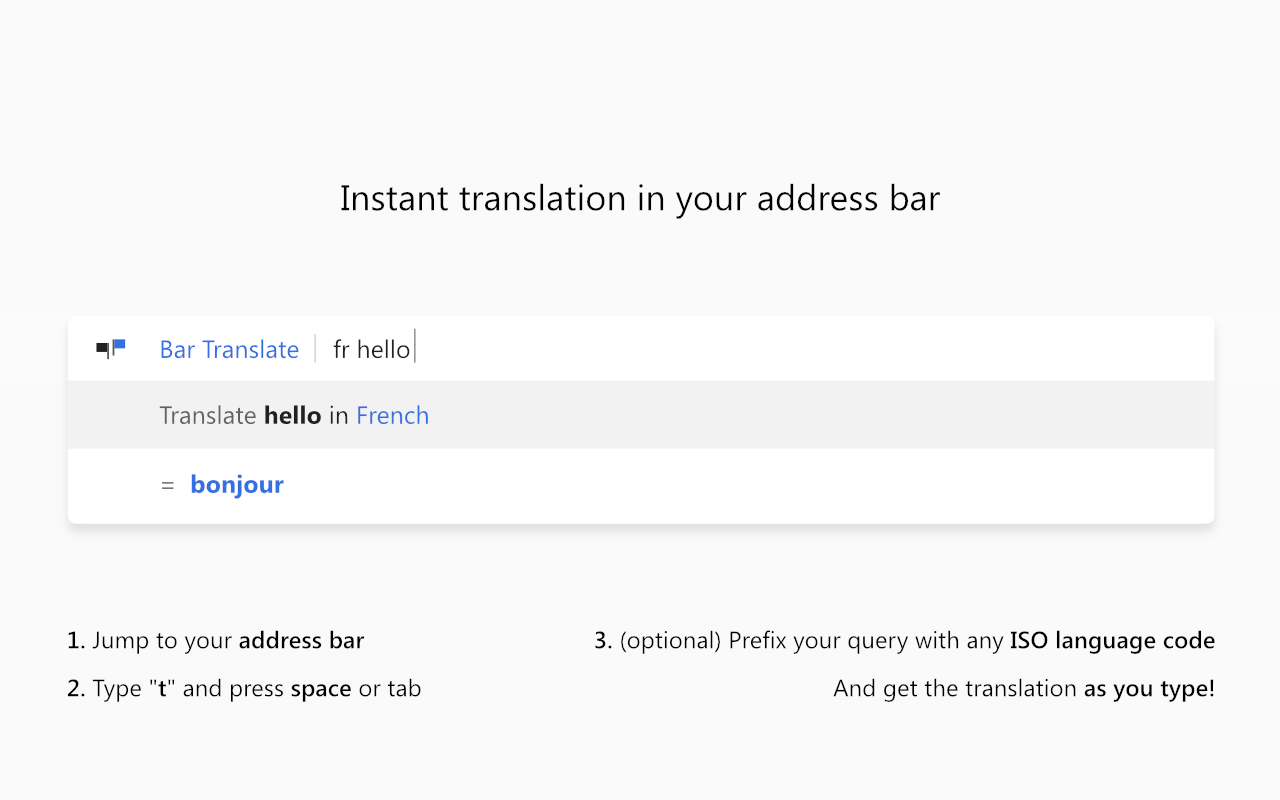 Instant translation in your address bar
Bar Translate fr hello
Translate hello in French
= bonjour
1. Jump to your address bar
2. Type "t" and press space or tab
3. (optional) Prefix your query with any ISO language code
And get the translation as you type!